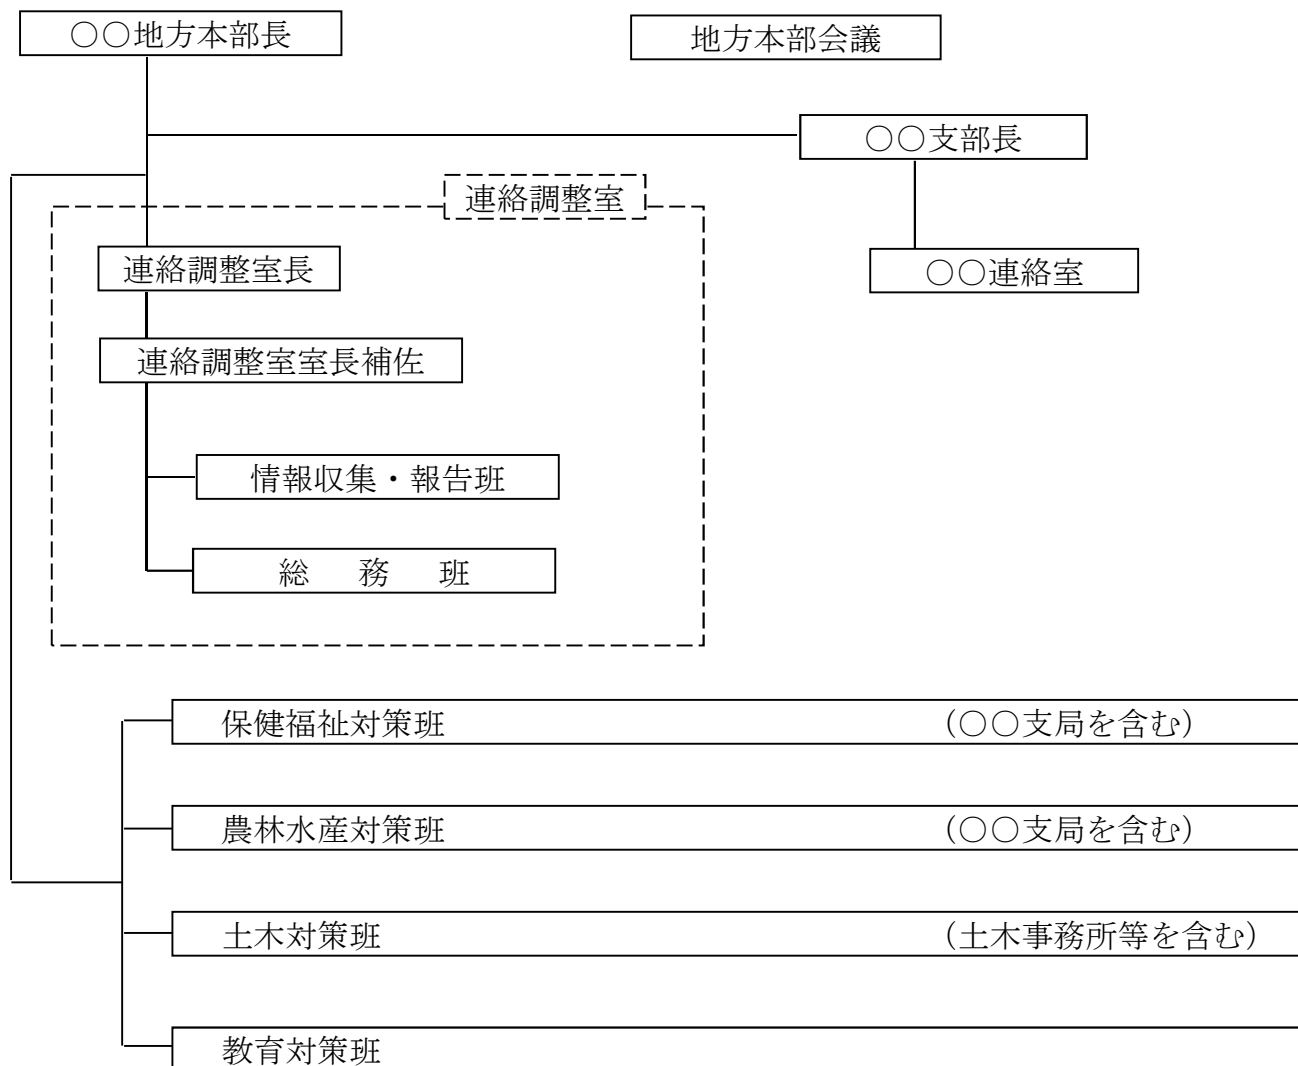 ○○地方本部長
地方本部会議
○○支部長
連絡調整室
連絡調整室長
○○連絡室
連絡調整室室長補佐
情報収集・報告班
総　務　班
保健福祉対策班　（○○支局を含む）
農林水産対策班　（○○支局を含む）
土木対策班　（土木事務所等を含む）
教育対策班